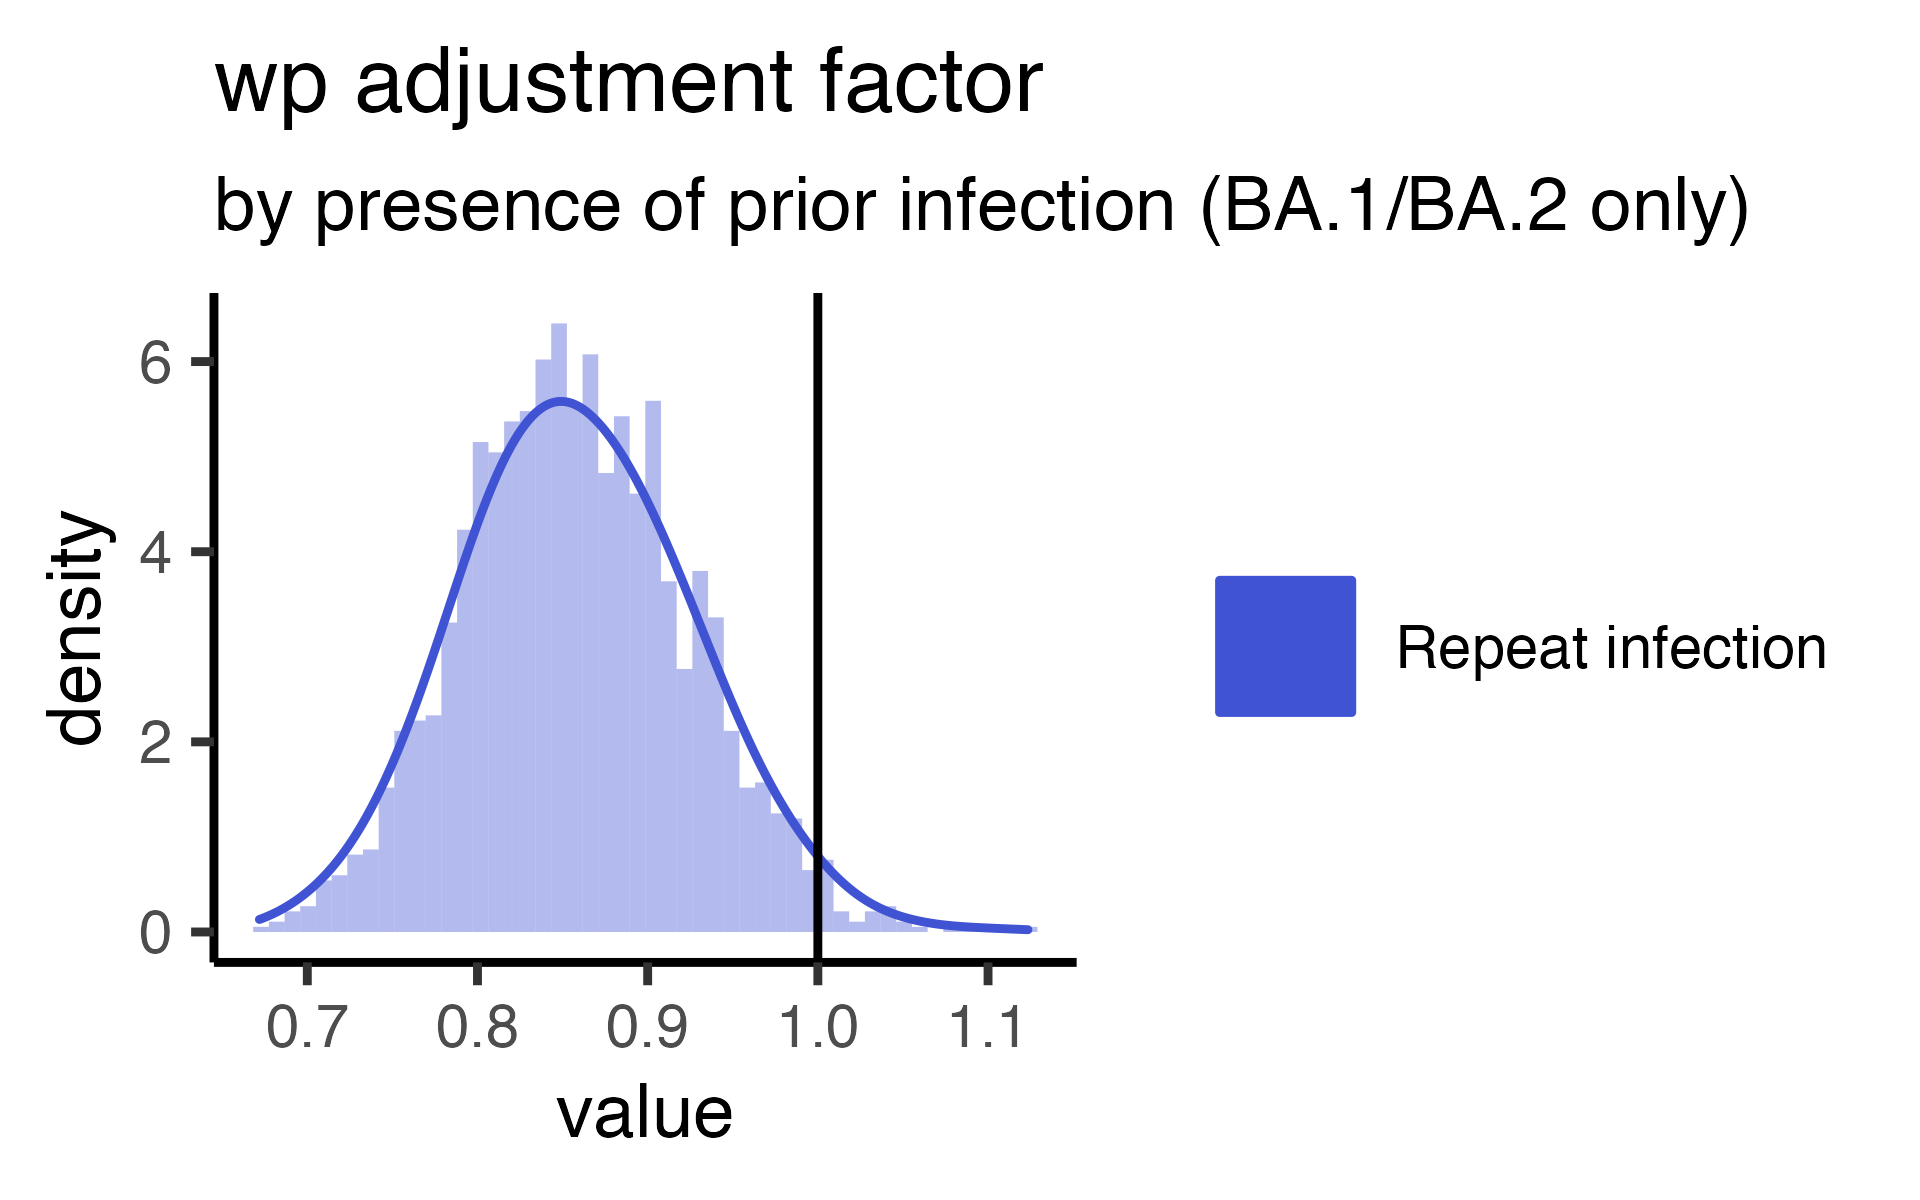 wp adjustment factor
by presence of prior infection (BA.1/BA.2 only)
6
4
2
0
density
0.7 0.8 0.9 1.0 1.1
value
Repeat infection